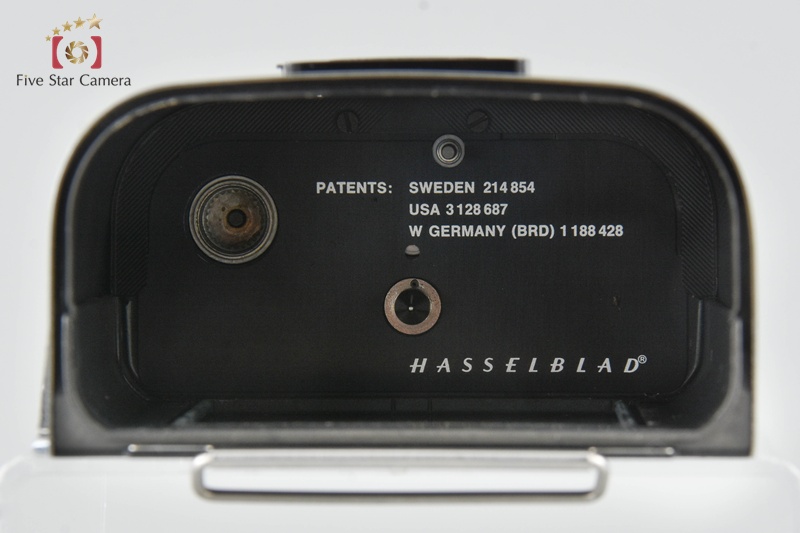 Five Star Camera
PATENTS: SWEDEN 214 854
USA 3 128 687
W GERMANY (BRD) 1 188 428
HASSELBLAD®